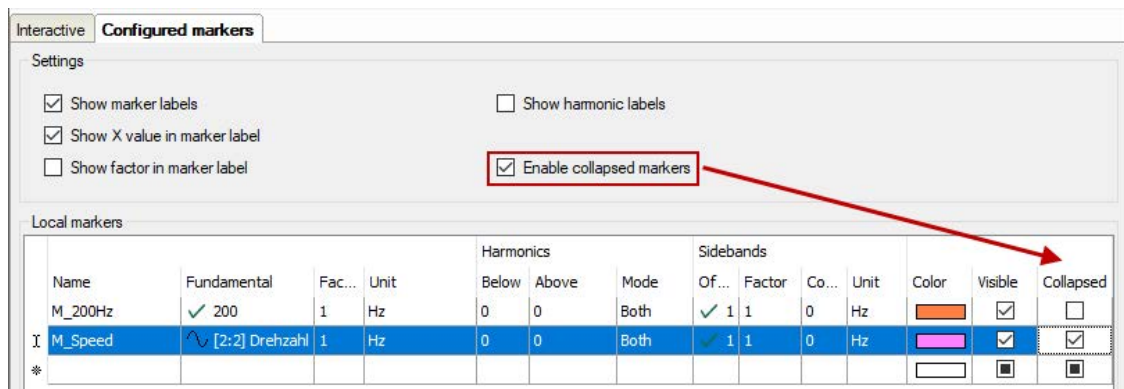 Interactive Configured markers
Settings
Show marker labels Show harmonic labels
Show X value in marker label
Show factor in marker label Enable collapsed markers
Local markers
Harmonics Sidebands
Name Fundamental Fac... Unit Below Above Mode Of... Factor Co... Unit Color Visible Collapsed
M_200Hz 200 1 Hz 0 0 Both 1 1 0 Hz
M_Speed [2:2] Drehzahl 1 Hz 0 0 Both 1 1 0 Hz